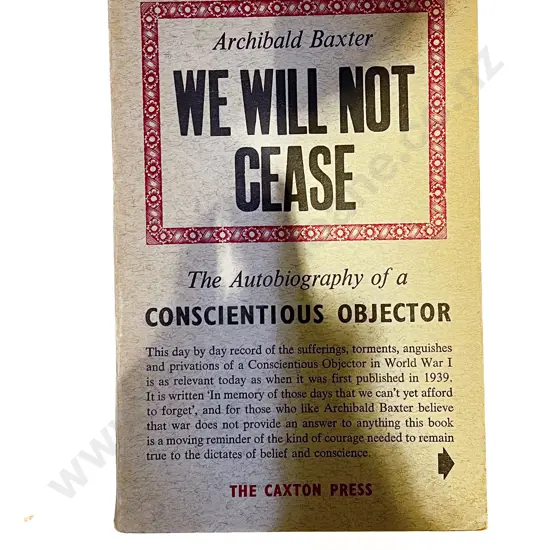 Archibald Baxter
WE WILL NOT
CEASE
The Autobiography of a
CONSCIENTIOUS OBJECTOR
This day by day record of the sufferings, torments, anguishes
and privations of a Conscientious Objector in World War I
is as relevant today as when it was first published in 1939.
It is written 'In memory of those days that we can't yet afford
to forget', and for those who like Archibald Baxter believe
that war does not provide an answer to anything this book
is a moving reminder of the kind of courage needed to remain
true to the dictates of belief and conscience.
THE CAXTON PRESS